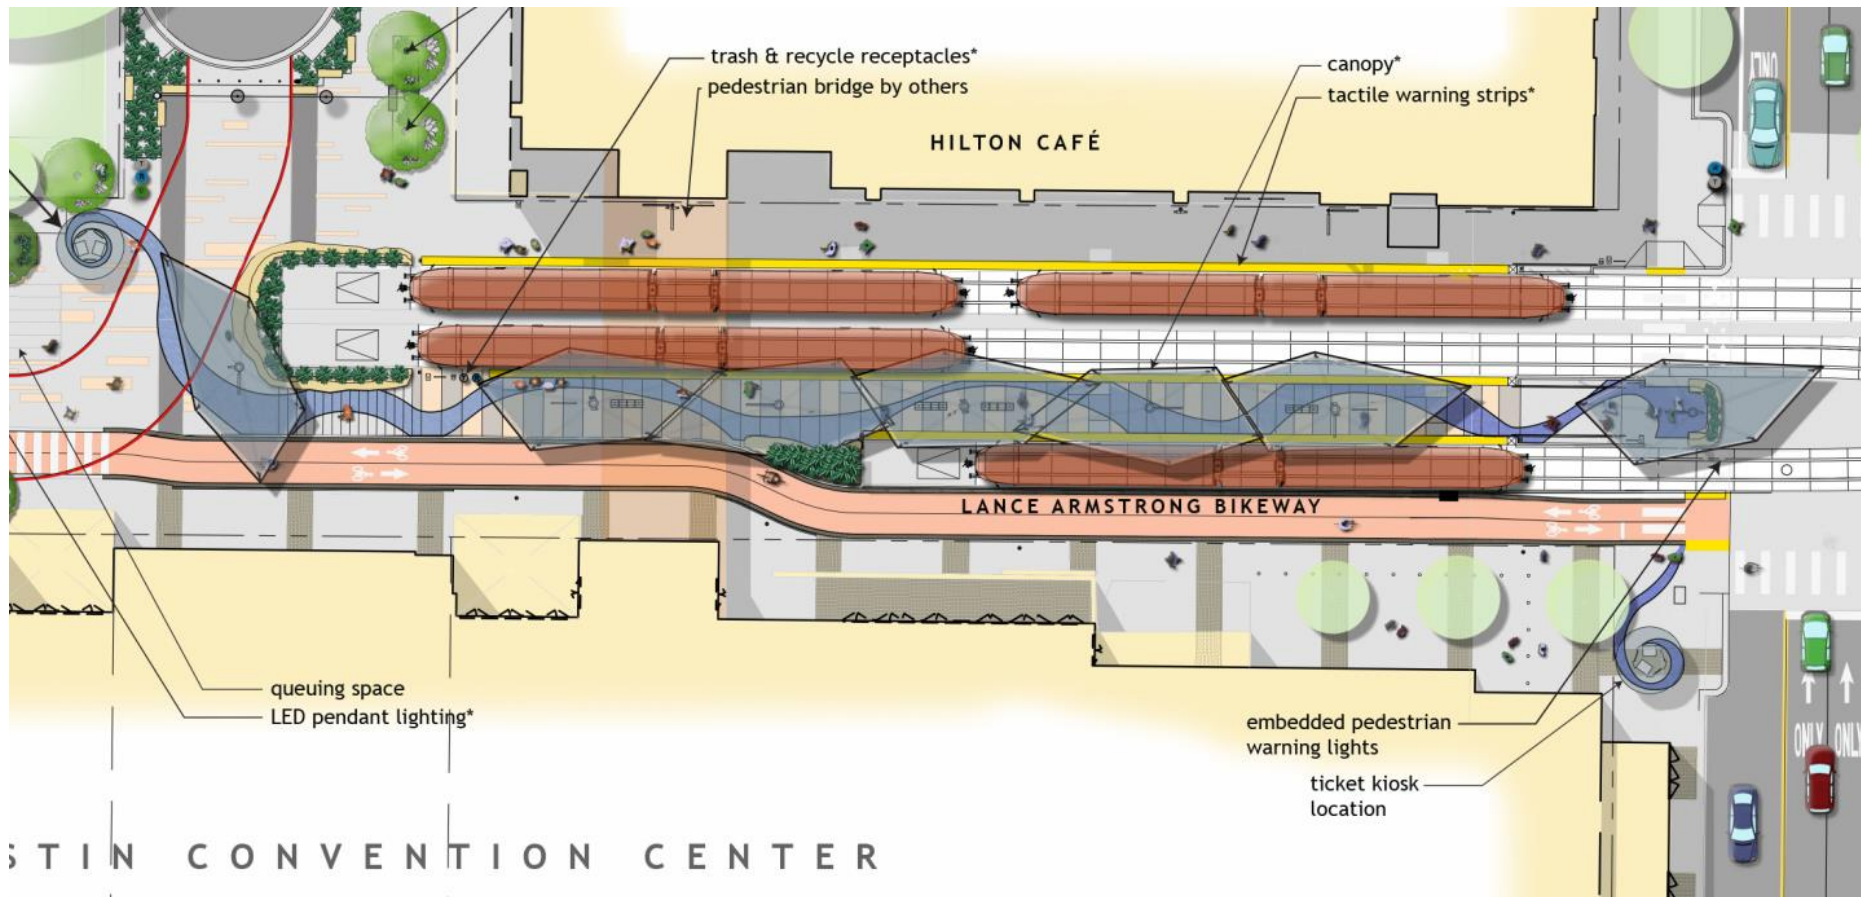 trash & recycle receptacles*
pedestrian bridge by others
canopy*
tactile warning strips*
HILTON CAFÉ
ONLY
LANCE ARMSTRONG BIKEWAY
queuing space
LED pendant lighting*
embedded pedestrian
warning lights
ticket kiosk
location
ONLY
ONLY
STIN CONVENTION CENTER